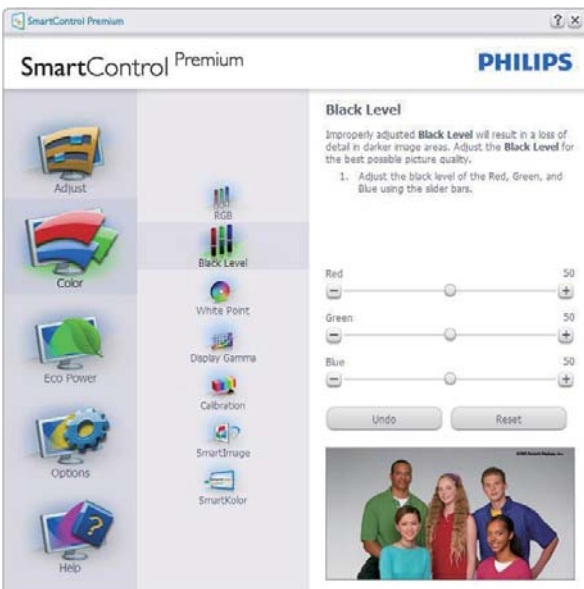 SmartControl Premium
SmartControl Premium
PHILIPS
Adjust
Color
Eco Power
Options
Help
RGB
Black Level
White Point
Display Gamma
Calibration
SmartImage
SmartKolor
Black Level
Improperly adjusted Black Level will result in a loss of
detail in darker image areas. Adjust the Black Level for
the best possible picture quality.
1. Adjust the black level of the Red, Green, and
Blue using the slider bars.
Red 50
Green 50
Blue 50
Undo Reset